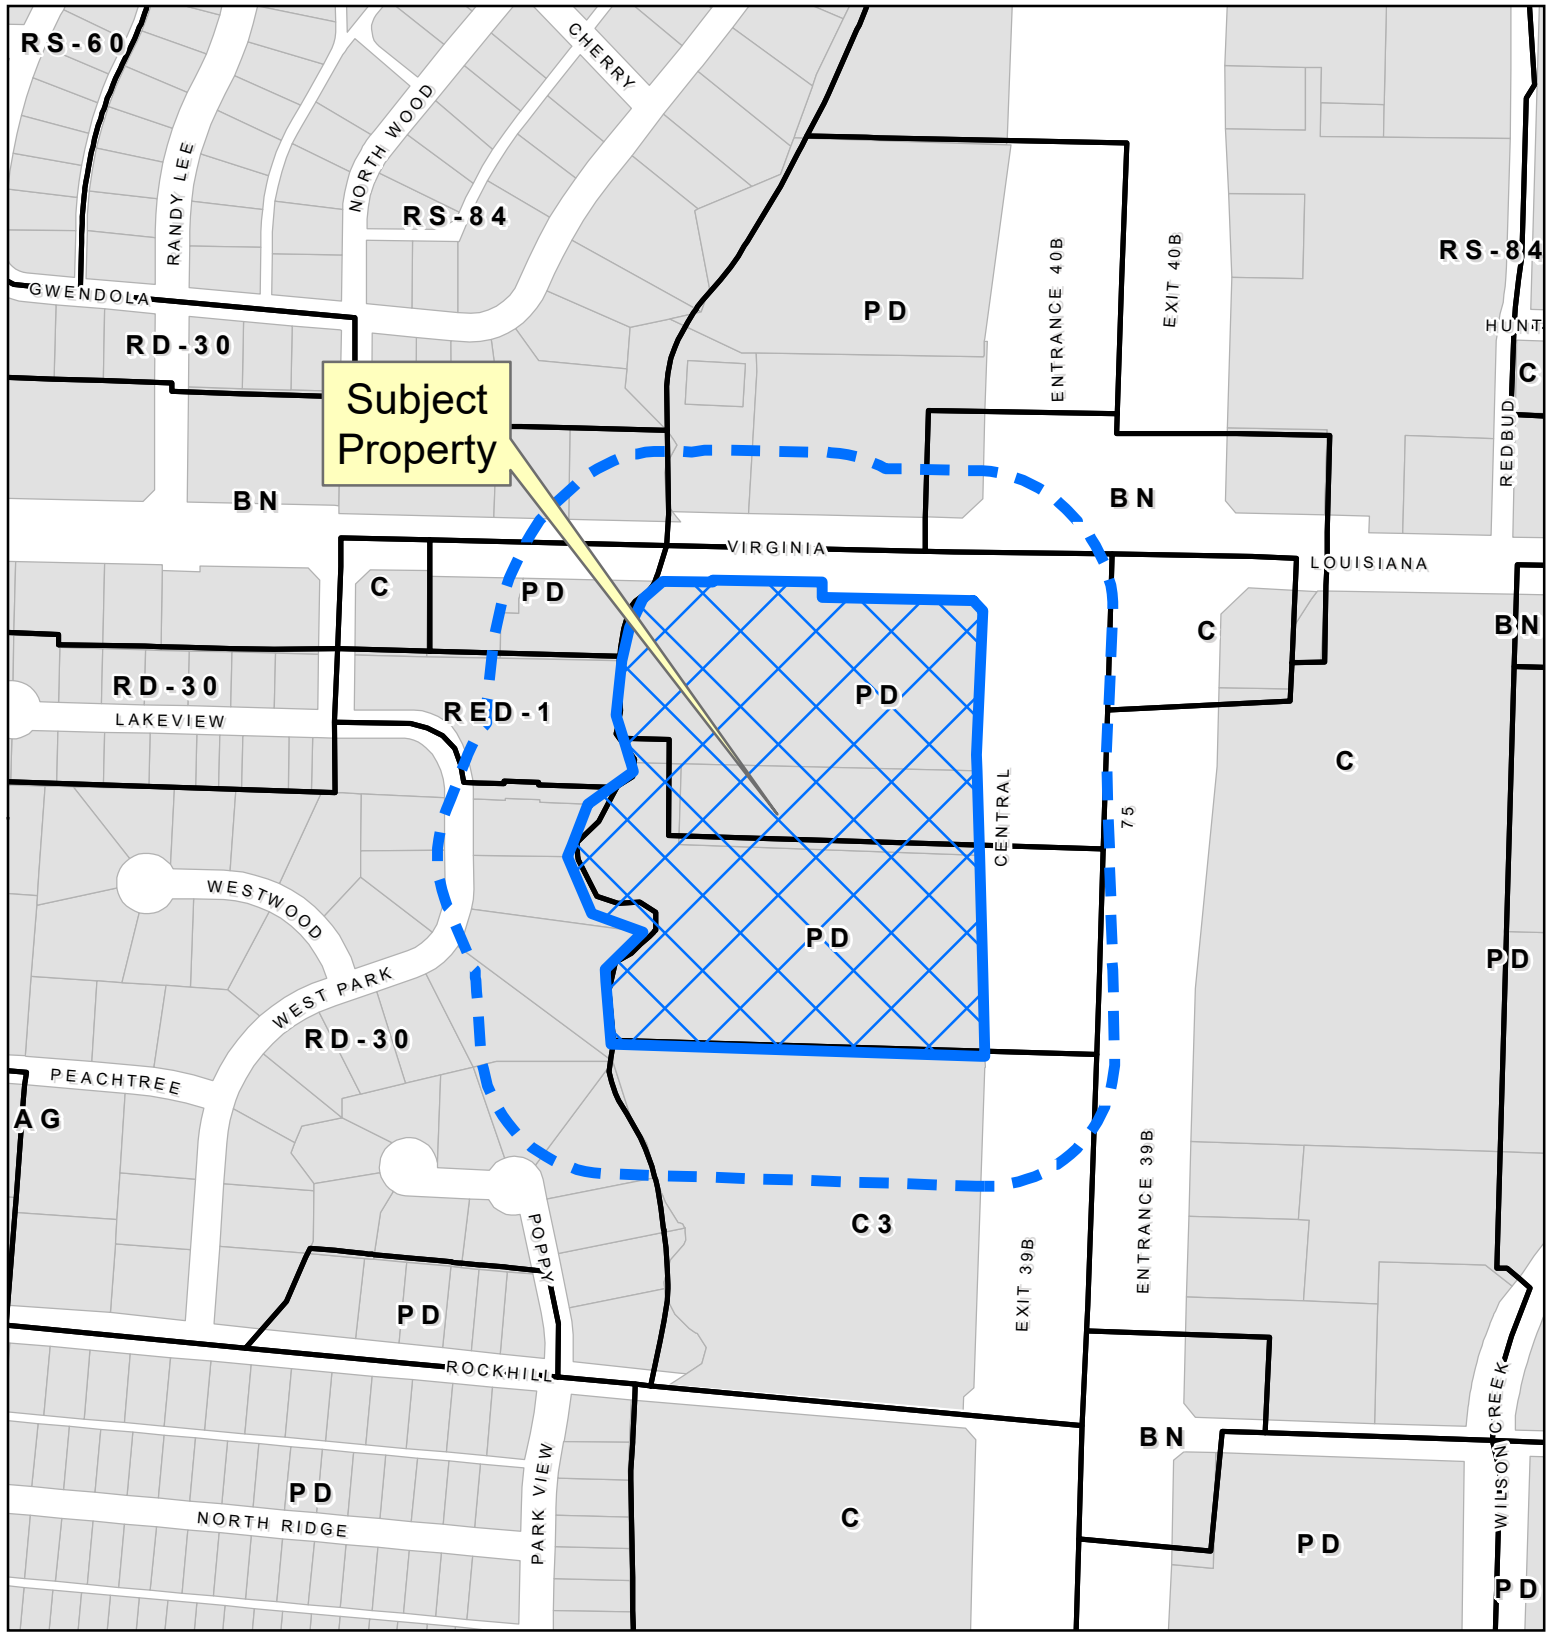 RS-60
CHERRY
NORTH WOOD
RANDY LEE
RS-84
ENTRANCE 40B
EXIT 40B
RS-84
GWENDOLA
PD
HUNT
RD-30
C
Subject
Property
REDBUD
BN
BN
VIRGINIA
LOUISIANA
C
PD
C
BN
RD-30
PD
RED-1
LAKEVIEW
C
CENTRAL
75
WESTWOOD
PD
PD
WEST PARK
RD-30
PEACHTREE
AG
ENTRANCE 39B
C3
POPPY
EXIT 39B
PD
ROCKHILL
WILSON CREEK
BN
PD
PARK VIEW
NORTH RIDGE
C
PD
PD